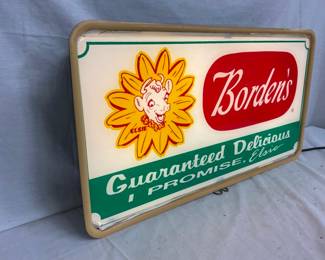 ELSIE
Borden's
Guaranteed Delicious
I PROMISE, Elsie